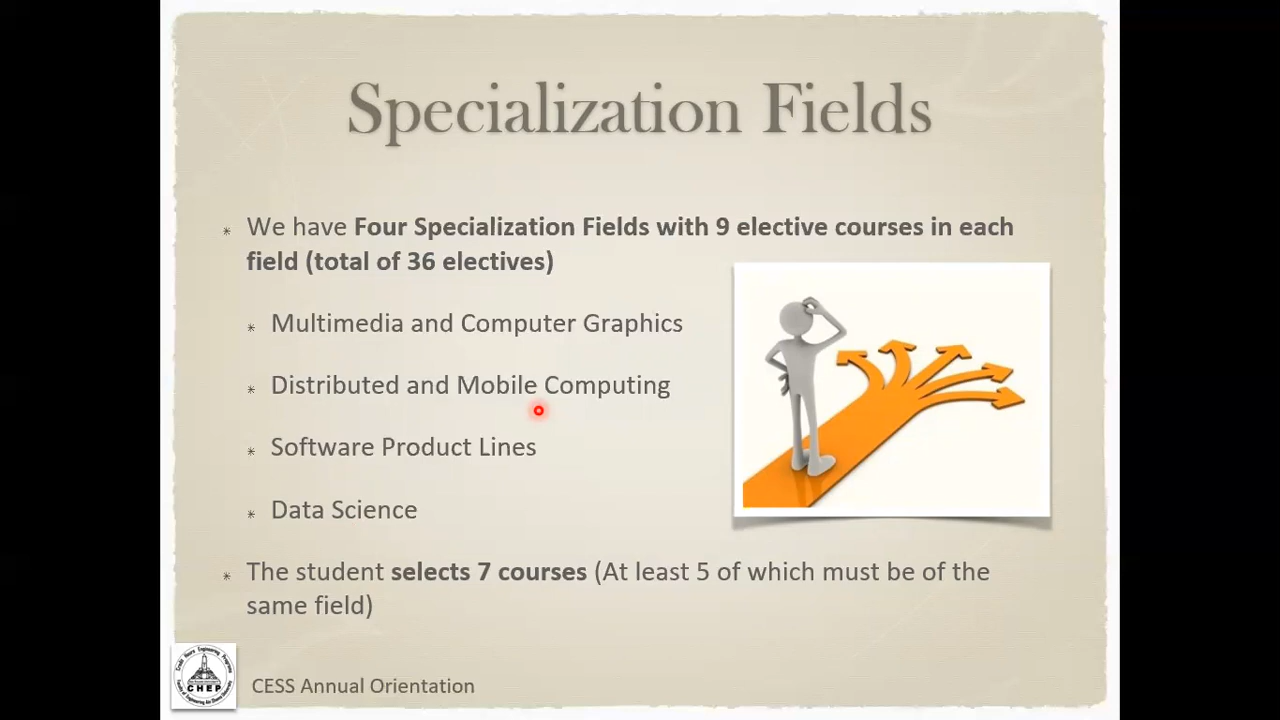 Specialization Fields
* We have Four Specialization Fields with 9 elective courses in each
field (total of 36 electives)
* Multimedia and Computer Graphics
* Distributed and Mobile Computing
* Software Product Lines
* Data Science
* The student selects 7 courses (At least 5 of which must be of the
same field)
CHEP
CESS Annual Orientation